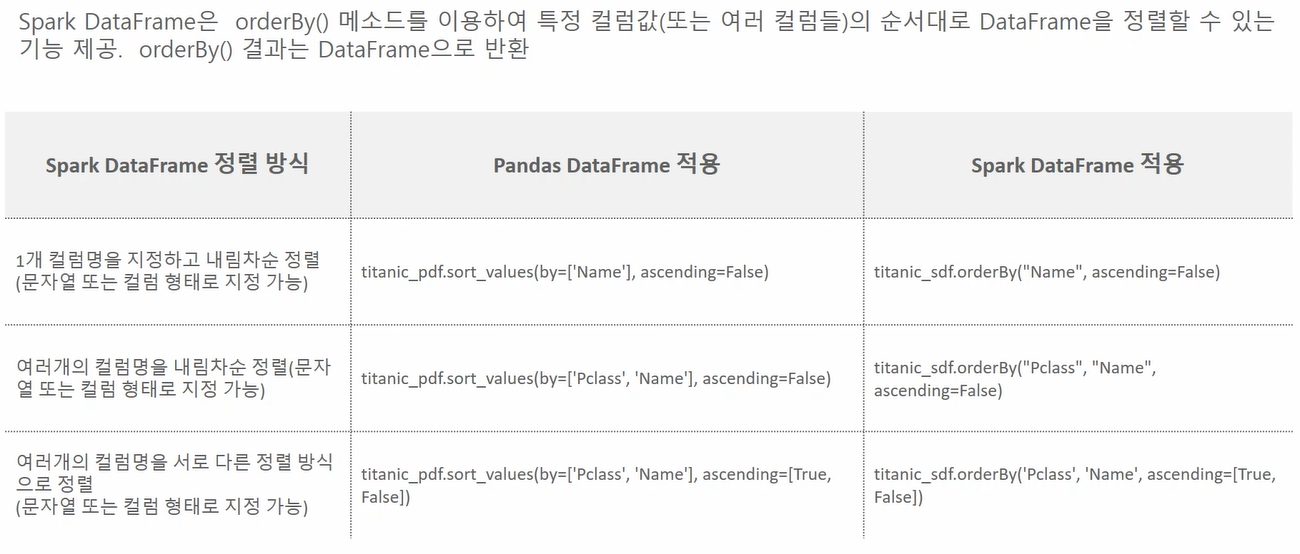 Spark DataFrame은 orderBy() 메소드를 이용하여 특정 컬럼값(또는 여러 컬럼들)의 순서대로 DataFrame을 정렬할 수 있는
기능 제공. orderBy() 결과는 DataFrame으로 반환
Spark DataFrame 정렬 방식
Pandas DataFrame 적용
Spark DataFrame 적용
1개 컬럼명을 지정하고 내림차순 정렬
(문자열 또는 컬럼 형태로 지정 가능)
titanic_pdf.sort_values(by=['Name'], ascending=False)
titanic_sdf.orderBy("Name", ascending=False)
여러개의 컬럼명을 내림차순 정렬(문자
열 또는 컬럼 형태로 지정 가능)
titanic_pdf.sort_values(by=['Pclass', 'Name'], ascending=False)
titanic_sdf.orderBy("Pclass", "Name",
ascending=False)
여러개의 컬럼명을 서로 다른 정렬 방식
으로 정렬
(문자열 또는 컬럼 형태로 지정 가능)
titanic_pdf.sort_values(by=['Pclass', 'Name'], ascending=[True,
False])
titanic_sdf.orderBy('Pclass', 'Name', ascending=[True,
False])